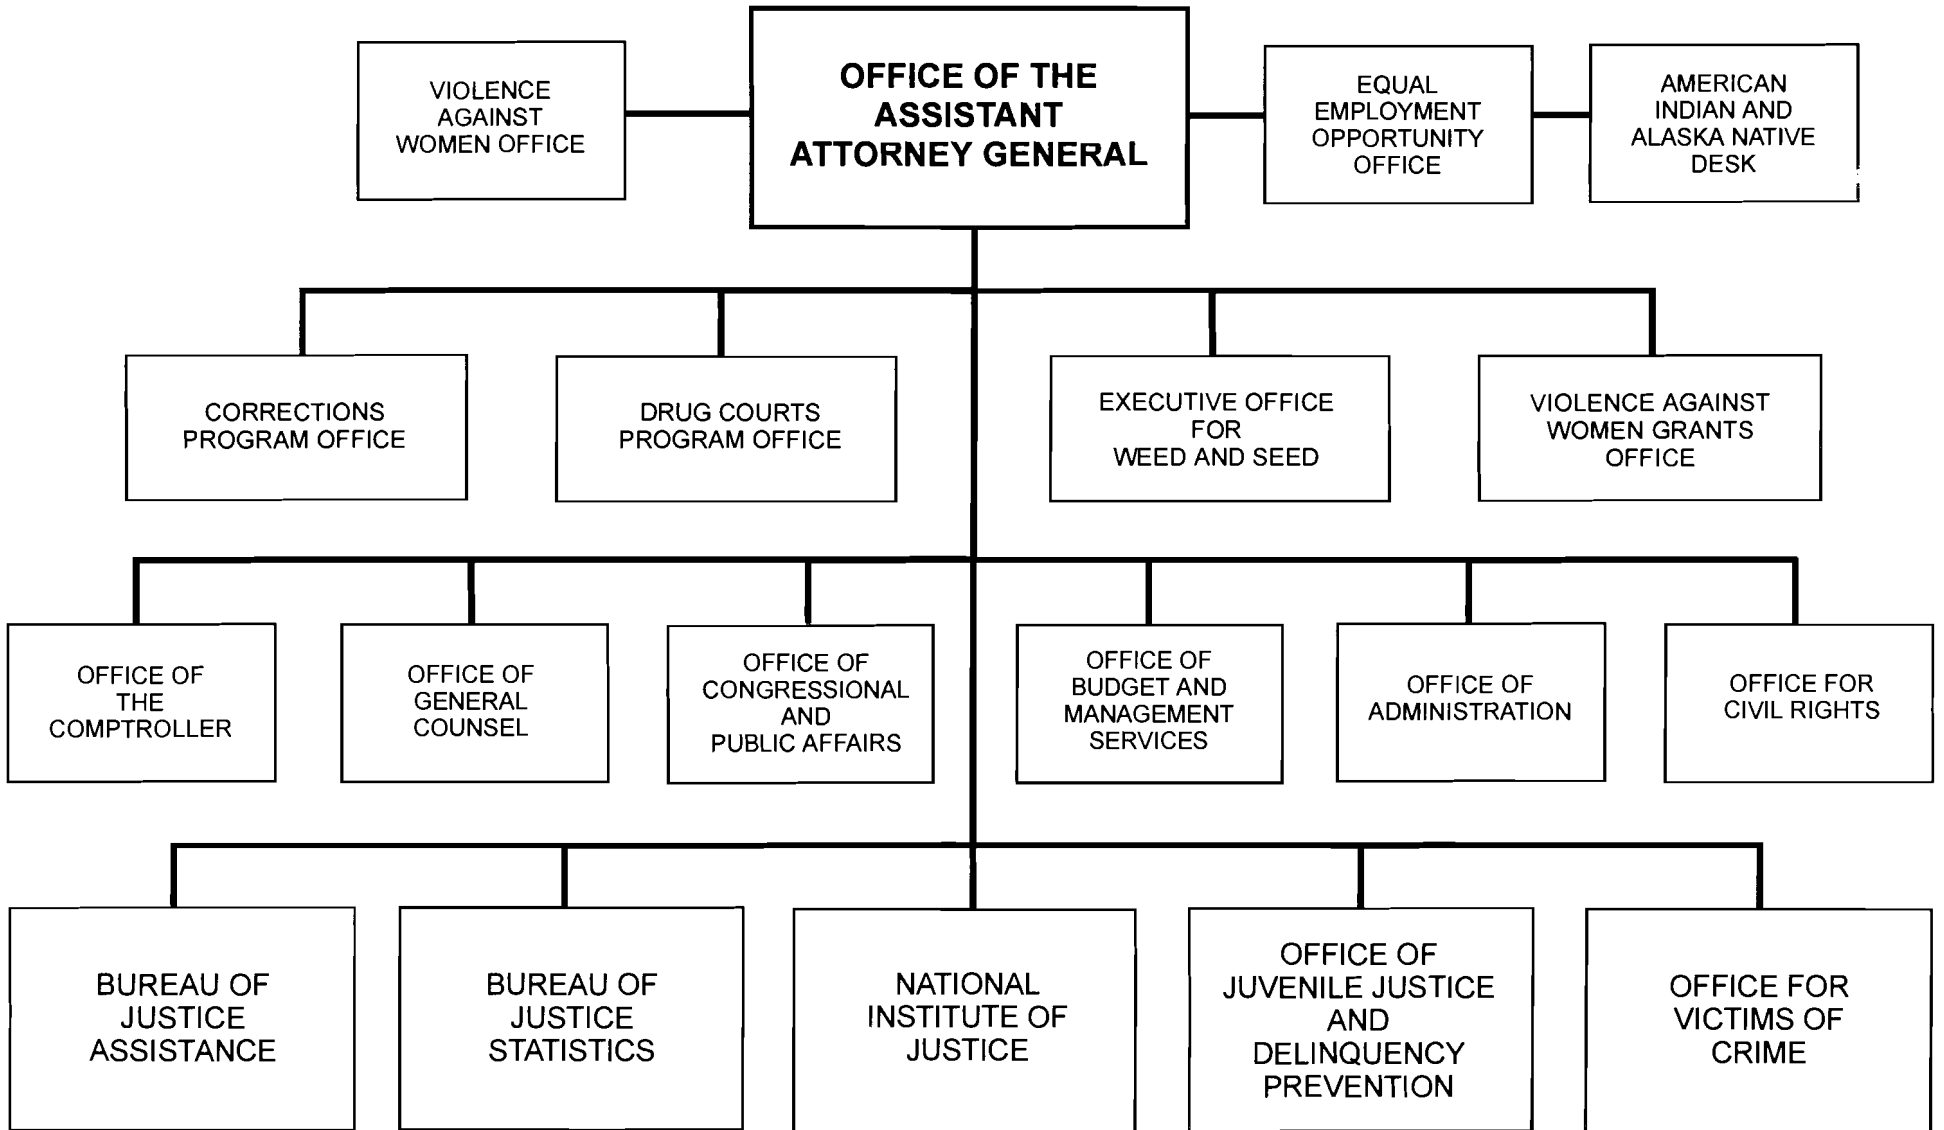 VIOLENCE
AGAINST
WOMEN OFFICE
OFFICE OF THE
ASSISTANT
ATTORNEY GENERAL
EQUAL
EMPLOYMENT
OPPORTUNITY
OFFICE
AMERICAN
INDIAN AND
ALASKA NATIVE
DESK
CORRECTIONS
PROGRAM OFFICE
DRUG COURTS
PROGRAM OFFICE
EXECUTIVE OFFICE
FOR
WEED AND SEED
VIOLENCE AGAINST
WOMEN GRANTS
OFFICE
OFFICE OF
THE
COMPTROLLER
OFFICE OF
GENERAL
COUNSEL
OFFICE OF
CONGRESSIONAL
AND
PUBLIC AFFAIRS
OFFICE OF
BUDGET AND
MANAGEMENT
SERVICES
OFFICE OF
ADMINISTRATION
OFFICE FOR
CIVIL RIGHTS
BUREAU OF
JUSTICE
ASSISTANCE
BUREAU OF
JUSTICE
STATISTICS
NATIONAL
INSTITUTE OF
JUSTICE
OFFICE OF
JUVENILE JUSTICE
AND
DELINQUENCY
PREVENTION
OFFICE FOR
VICTIMS OF
CRIME